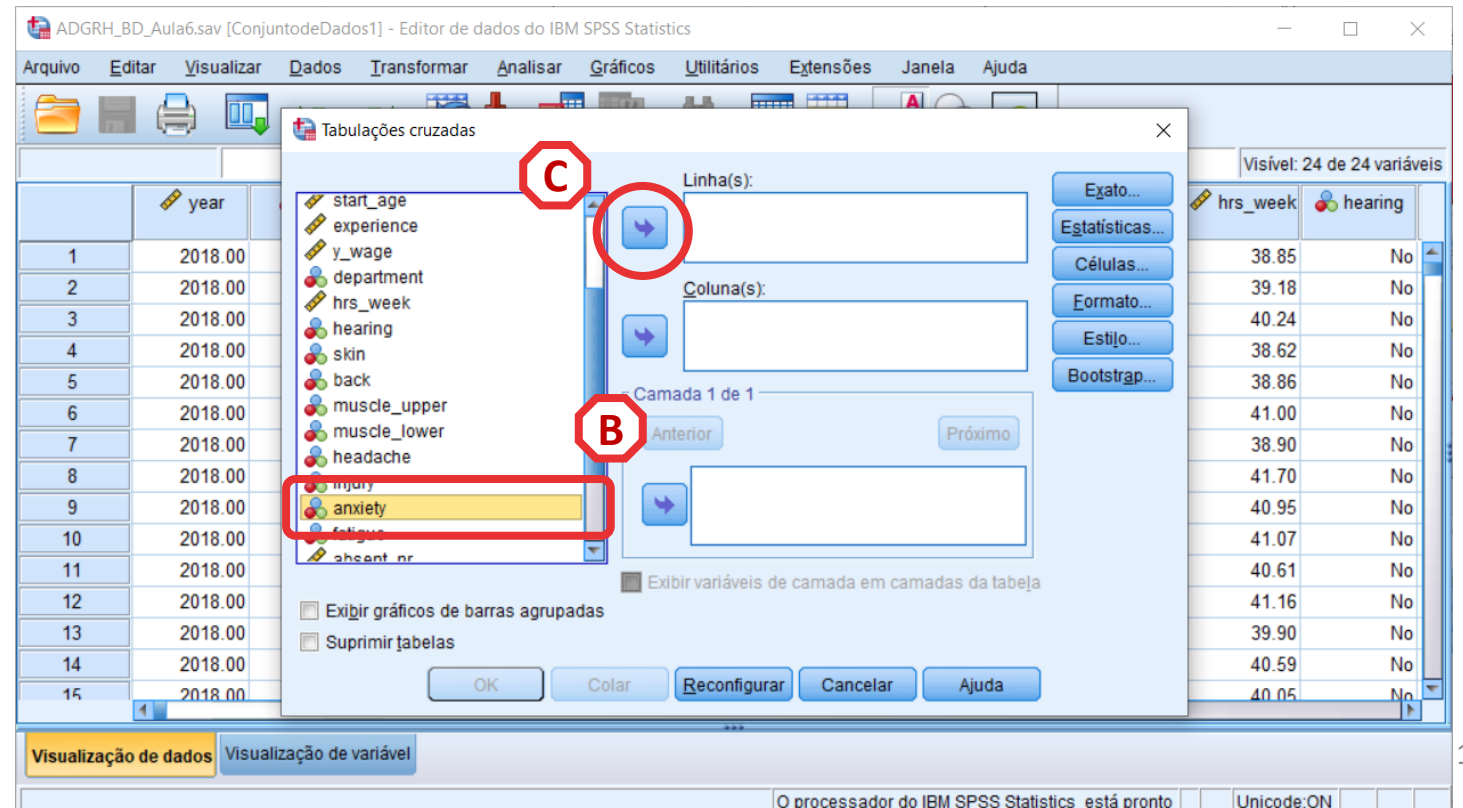 ADGRH_BD_Aula6.sav [ConjuntodeDados1] - Editor de dados do IBM SPSS Statistics
Arquivo Editar Visualizar Dados Transformar Analisar Gráficos Utilitários Extensões Janela Ajuda
Tabulações cruzadas
Visível: 24 de 24 variáveis
year
hrs_week hearing
1 2018.00 38.85 No
2 2018.00 39.18 No
3 2018.00 40.24 No
4 2018.00 38.62 No
5 2018.00 38.86 No
6 2018.00 41.00 No
7 2018.00 38.90 No
8 2018.00 41.70 No
9 2018.00 40.95 No
10 2018.00 41.07 No
11 2018.00 40.61 No
12 2018.00 41.16 No
13 2018.00 39.90 No
14 2018.00 40.59 No
15 2018.00 40.05 No
start_age
experience
y_wage
department
hrs_week
hearing
skin
back
muscle_upper
muscle_lower
headache
injury
anxiety
fatigue
absent_nr
C
B
Linha(s):
Coluna(s):
Camada 1 de 1
Anterior Próximo
Exibir variáveis de camada em camadas da tabela
Exato...
Estatísticas...
Células...
Formato...
Estilo...
Bootstrap...
Exibir gráficos de barras agrupadas
Suprimir tabelas
OK Colar Reconfigurar Cancelar Ajuda
Visualização de dados Visualização de variável
O processador do IBM SPSS Statistics está pronto Unicode:ON